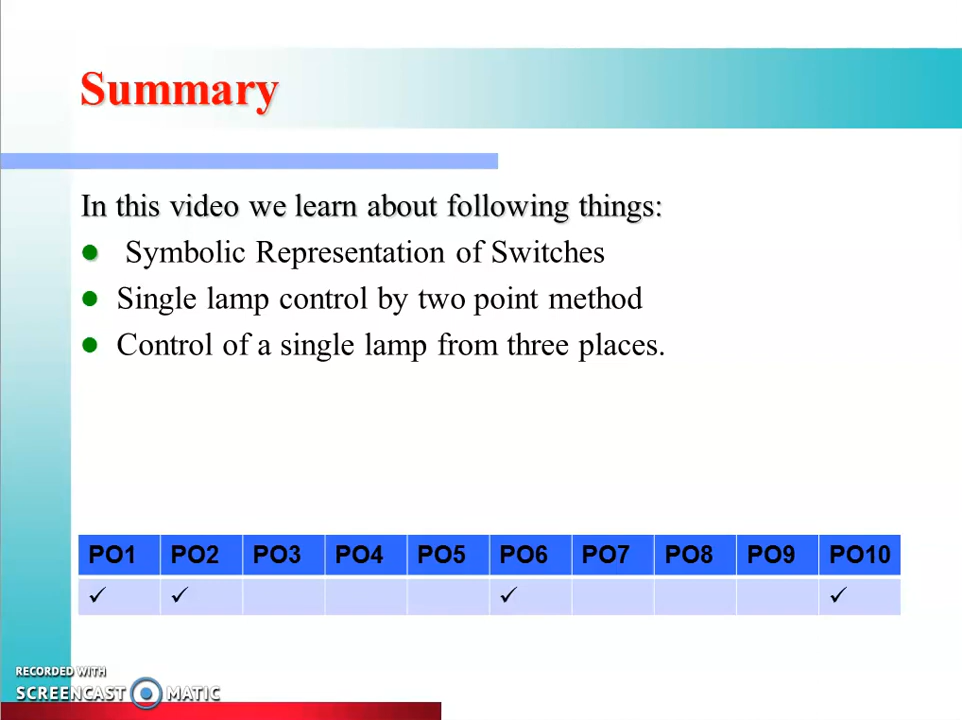 Summary
In this video we learn about following things:
Symbolic Representation of Switches
Single lamp control by two point method
Control of a single lamp from three places.
PO1 PO2 PO3 PO4 PO5 PO6 PO7 PO8 PO9 PO10
✓ ✓ ✓ ✓
RECORDED WITH
SCREENCAST MATIC